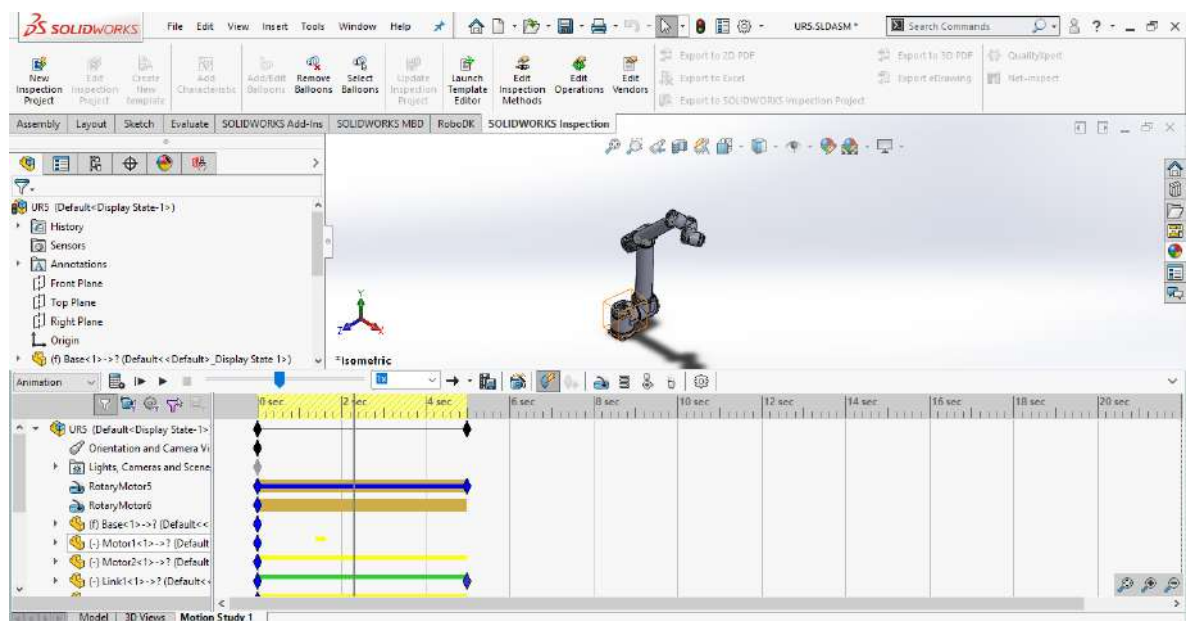 SOLIDWORKS File Edit View Insert Tools Window Help UR5.SLDASM * Search Commands ?
New Inspection Project
Edit Inspection Project
Create New template
Add Characteristic
Add/Edit Balloons
Remove Balloons
Select Balloons
Update Inspection Project
Launch Template Editor
Edit Inspection Methods
Edit Operations
Edit Vendors
Export to 2D PDF
Export to Excel
Export to SOLIDWORKS Inspection Project
Export to 3D PDF
Export eDrawing
QualityXpert
Net-Inspect
Assembly Layout Sketch Evaluate SOLIDWORKS Add-Ins SOLIDWORKS MBD RoboDK SOLIDWORKS Inspection
UR5 (Default<Display State-1>)
History
Sensors
Annotations
Front Plane
Top Plane
Right Plane
Origin
(f) Base<1>->? (Default<<Default>_Display State 1>)
Y
Z
*Isometric
Animation
0 sec 2 sec 4 sec 6 sec 8 sec 10 sec 12 sec 14 sec 16 sec 18 sec 20 sec
UR5 (Default<Display State-1>
Orientation and Camera Vi
Lights, Cameras and Scene
RotaryMotor5
RotaryMotor6
(f) Base<1>->? (Default<<
(-) Motor1<1>->? (Default
(-) Motor2<1>->? (Default
(-) Link1<1>->? (Default<<
Model 3D Views Motion Study 1